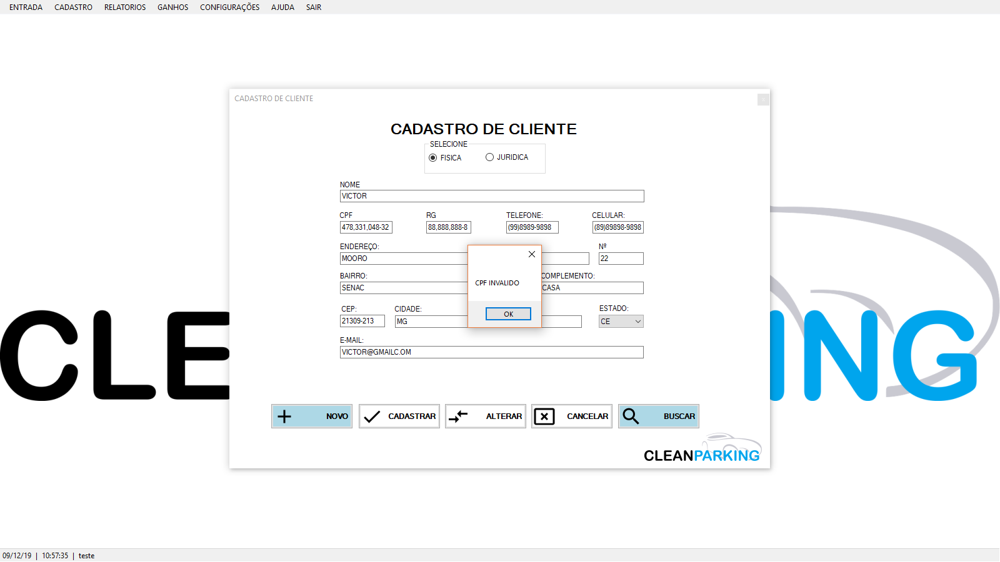 ENTRADA CADASTRO RELATORIOS GANHOS CONFIGURAÇÕES AJUDA SAIR
CADASTRO DE CLIENTE
x
CADASTRO DE CLIENTE
SELECIONE
FISICA JURIDICA
NOME
VICTOR
CPF RG TELEFONE: CELULAR:
478,331,048-32 88,888,888-8 (99)8989-9898 (89)89898-9898
ENDEREÇO: Nº
MOORO 22
BAIRRO: COMPLEMENTO:
SENAC CASA
CPF INVALIDO
OK
CEP: CIDADE: ESTADO:
21309-213 MG CE
E-MAIL:
VICTOR@GMAILC.OM
CLE ING
NOVO CADASTRAR ALTERAR CANCELAR BUSCAR
CLEANPARKING
09/12/19 | 10:57:35 | teste